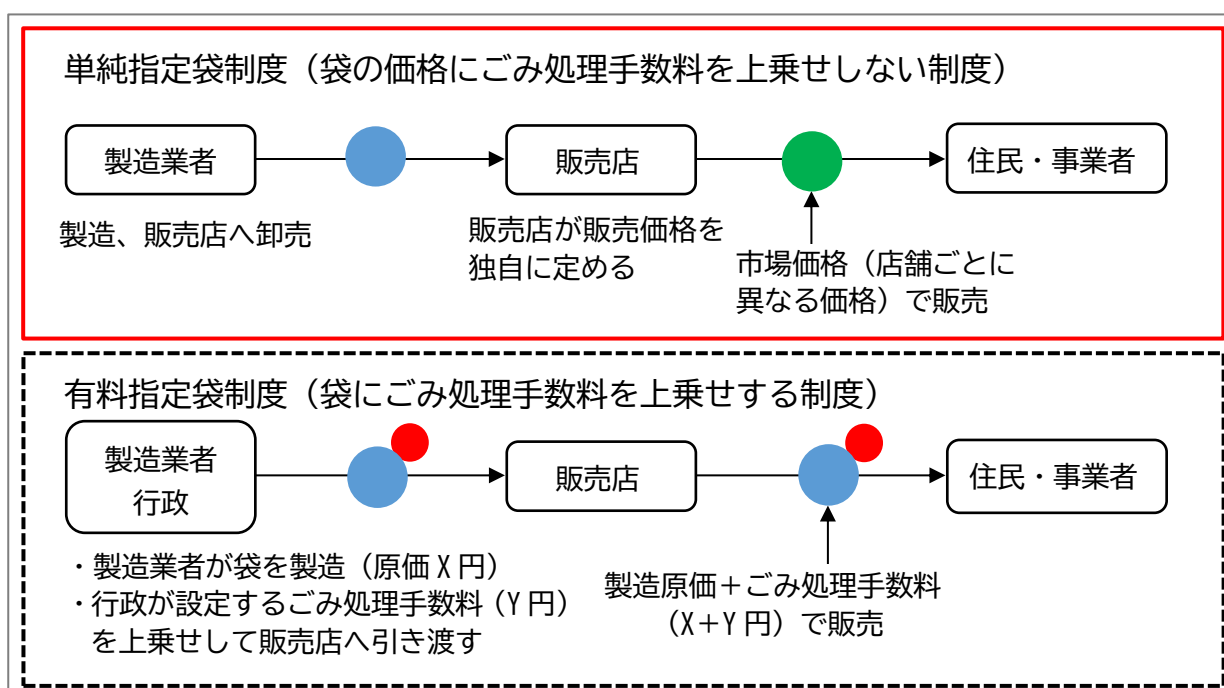 単純指定袋制度（袋の価格にごみ処理手数料を上乗せしない制度）
製造業者
販売店
住民・事業者
製造、販売店へ卸売
販売店が販売価格を
独自に定める
市場価格（店舗ごとに
異なる価格）で販売
有料指定袋制度（袋にごみ処理手数料を上乗せする制度）
製造業者
行政
販売店
住民・事業者
・製造業者が袋を製造（原価 X 円）
・行政が設定するごみ処理手数料（Y 円）
を上乗せして販売店へ引き渡す
製造原価＋ごみ処理手数料
（X＋Y 円）で販売